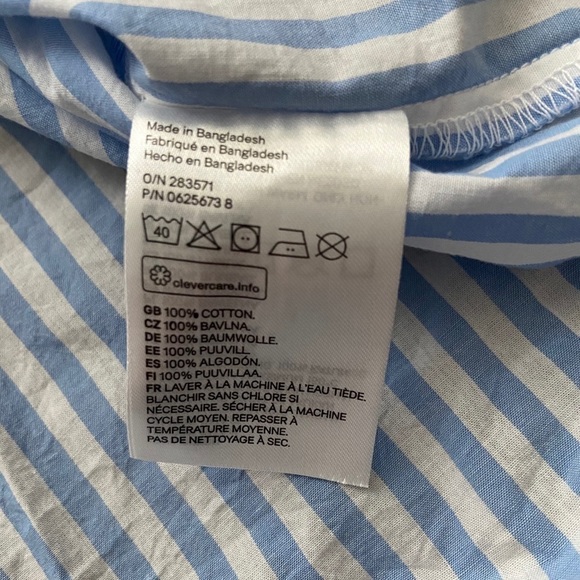 Made in Bangladesh
Fabriqué en Bangladesh
Hecho en Bangladesh
O/N 283571
P/N 0625673 8
40
clevercare.info
GB 100% COTTON.
CZ 100% BAVLNA.
DE 100% BAUMWOLLE.
EE 100% PUUVILL.
ES 100% ALGODÓN.
FI 100% PUUVILLAA.
FR LAVER À LA MACHINE À L'EAU TIÈDE.
BLANCHIR SANS CHLORE SI
NÉCESSAIRE. SÉCHER À LA MACHINE
CYCLE MOYEN. REPASSER À
TEMPÉRATURE MOYENNE.
PAS DE NETTOYAGE À SEC.